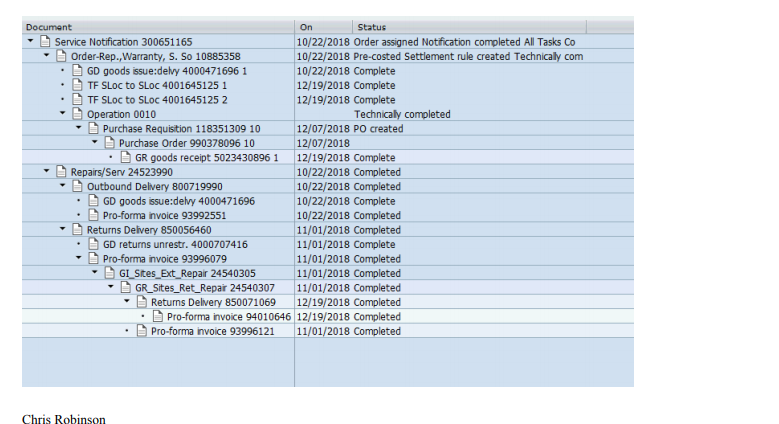 Document On Status
Service Notification 300651165 10/22/2018 Order assigned Notification completed All Tasks Co
Order-Rep.,Warranty, S. So 10885358 10/22/2018 Pre-costed Settlement rule created Technically com
GD goods issue:delvy 4000471696 1 10/22/2018 Complete
TF SLoc to SLoc 4001645125 1 12/19/2018 Complete
TF SLoc to SLoc 4001645125 2 12/19/2018 Complete
Operation 0010 Technically completed
Purchase Requisition 118351309 10 12/07/2018 PO created
Purchase Order 990378096 10 12/07/2018
GR goods receipt 5023430896 1 12/19/2018 Complete
Repairs/Serv 24523990 10/22/2018 Completed
Outbound Delivery 800719990 10/22/2018 Completed
GD goods issue:delvy 4000471696 10/22/2018 Complete
Pro-forma invoice 93992551 10/22/2018 Completed
Returns Delivery 850056460 11/01/2018 Completed
GD returns unrestr. 4000707416 11/01/2018 Complete
Pro-forma invoice 93996079 11/01/2018 Completed
GI_Sites_Ext_Repair 24540305 11/01/2018 Completed
GR_Sites_Ret_Repair 24540307 11/01/2018 Completed
Returns Delivery 850071069 12/19/2018 Completed
Pro-forma invoice 94010646 12/19/2018 Completed
Pro-forma invoice 93996121 11/01/2018 Completed
Chris Robinson